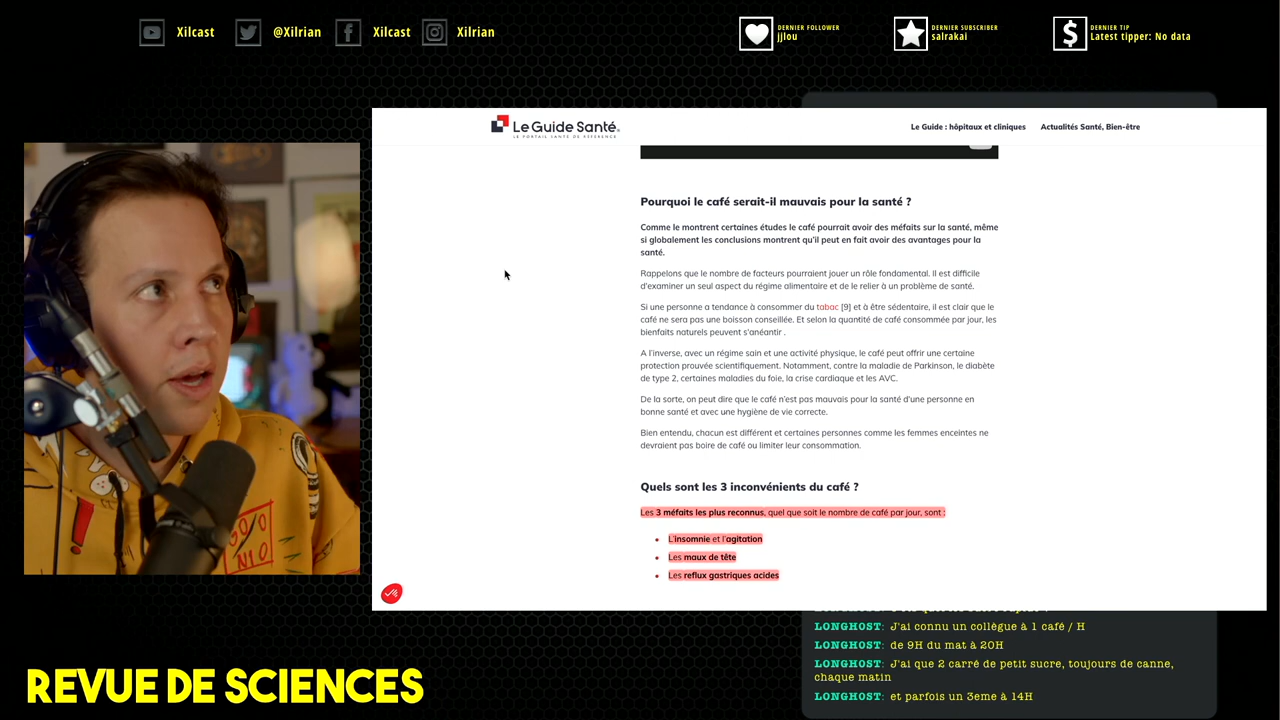 Xilcast
@Xilrian
Xilcast
Xilrian
DERNIER FOLLOWER
jjlou
DERNIER SUBSCRIBER
salrakai
DERNIER TIP
Latest tipper: No data
Le Guide Santé.
LE PORTAIL SANTÉ DE RÉFÉRENCE
Le Guide : hôpitaux et cliniques
Actualités Santé, Bien-être
Pourquoi le café serait-il mauvais pour la santé ?
Comme le montrent certaines études le café pourrait avoir des méfaits sur la santé, même
si globalement les conclusions montrent qu'il peut en fait avoir des avantages pour la
santé.
Rappelons que le nombre de facteurs pourraient jouer un rôle fondamental. Il est difficile
d'examiner un seul aspect du régime alimentaire et de le relier à un problème de santé.
Si une personne a tendance à consommer du tabac [9] et à être sédentaire, il est clair que le
café ne sera pas une boisson conseillée. Et selon la quantité de café consommée par jour, les
bienfaits naturels peuvent s'anéantir .
A l'inverse, avec un régime sain et une activité physique, le café peut offrir une certaine
protection prouvée scientifiquement. Notamment, contre la maladie de Parkinson, le diabète
de type 2, certaines maladies du foie, la crise cardiaque et les AVC.
De la sorte, on peut dire que le café n'est pas mauvais pour la santé d'une personne en
bonne santé et avec une hygiène de vie correcte.
Bien entendu, chacun est différent et certaines personnes comme les femmes enceintes ne
devraient pas boire de café ou limiter leur consommation.
Quels sont les 3 inconvénients du café ?
Les 3 méfaits les plus reconnus, quel que soit le nombre de café par jour, sont :
L'insomnie et l'agitation
Les maux de tête
Les reflux gastriques acides
LONGHOST: J'ai connu un collègue à 1 café / H
LONGHOST: de 9H du mat à 20H
LONGHOST: J'ai que 2 carré de petit sucre, toujours de canne,
chaque matin
LONGHOST: et parfois un 3eme à 14H
REVUE DE SCIENCES